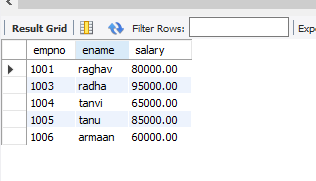 Result Grid Filter Rows: Expo
empno ename salary
1001 raghav 80000.00
1003 radha 95000.00
1004 tanvi 65000.00
1005 tanu 85000.00
1006 armaan 60000.00